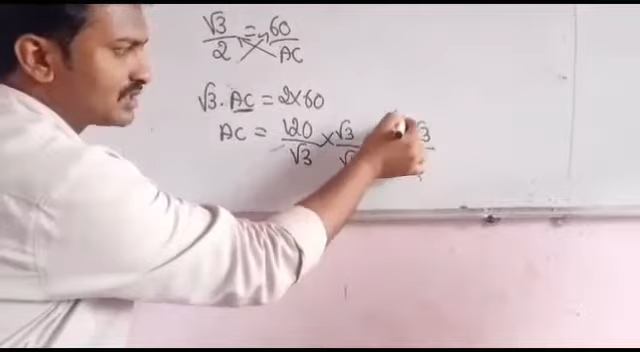 √3/2 = 60/AC
√3 . AC = 2×60
AC = 120/√3 × √3/√ √3